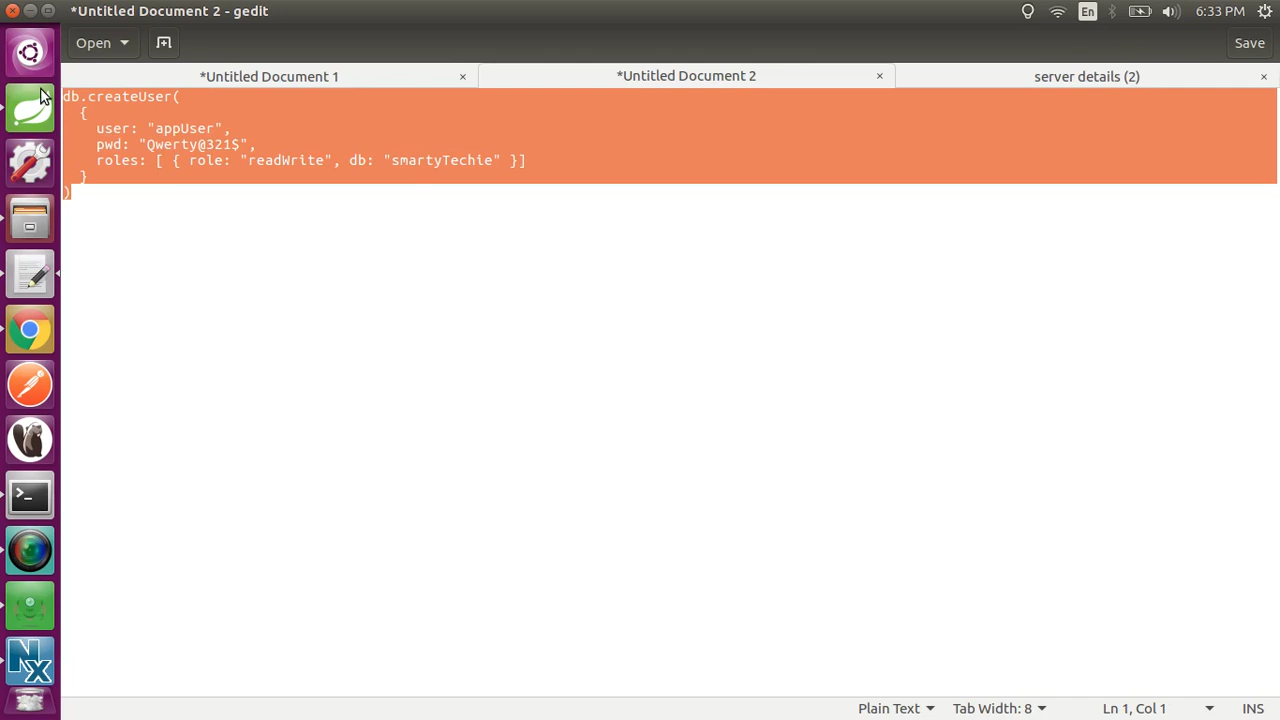 *Untitled Document 2 - gedit
En
6:33 PM
Open
Save
*Untitled Document 1
*Untitled Document 2
server details (2)
db.createUser(
  {
    user: "appUser",
    pwd: "Qwerty@321$",
    roles: [ { role: "readWrite", db: "smartyTechie" }]
  }
)
Plain Text
Tab Width: 8
Ln 1, Col 1
INS